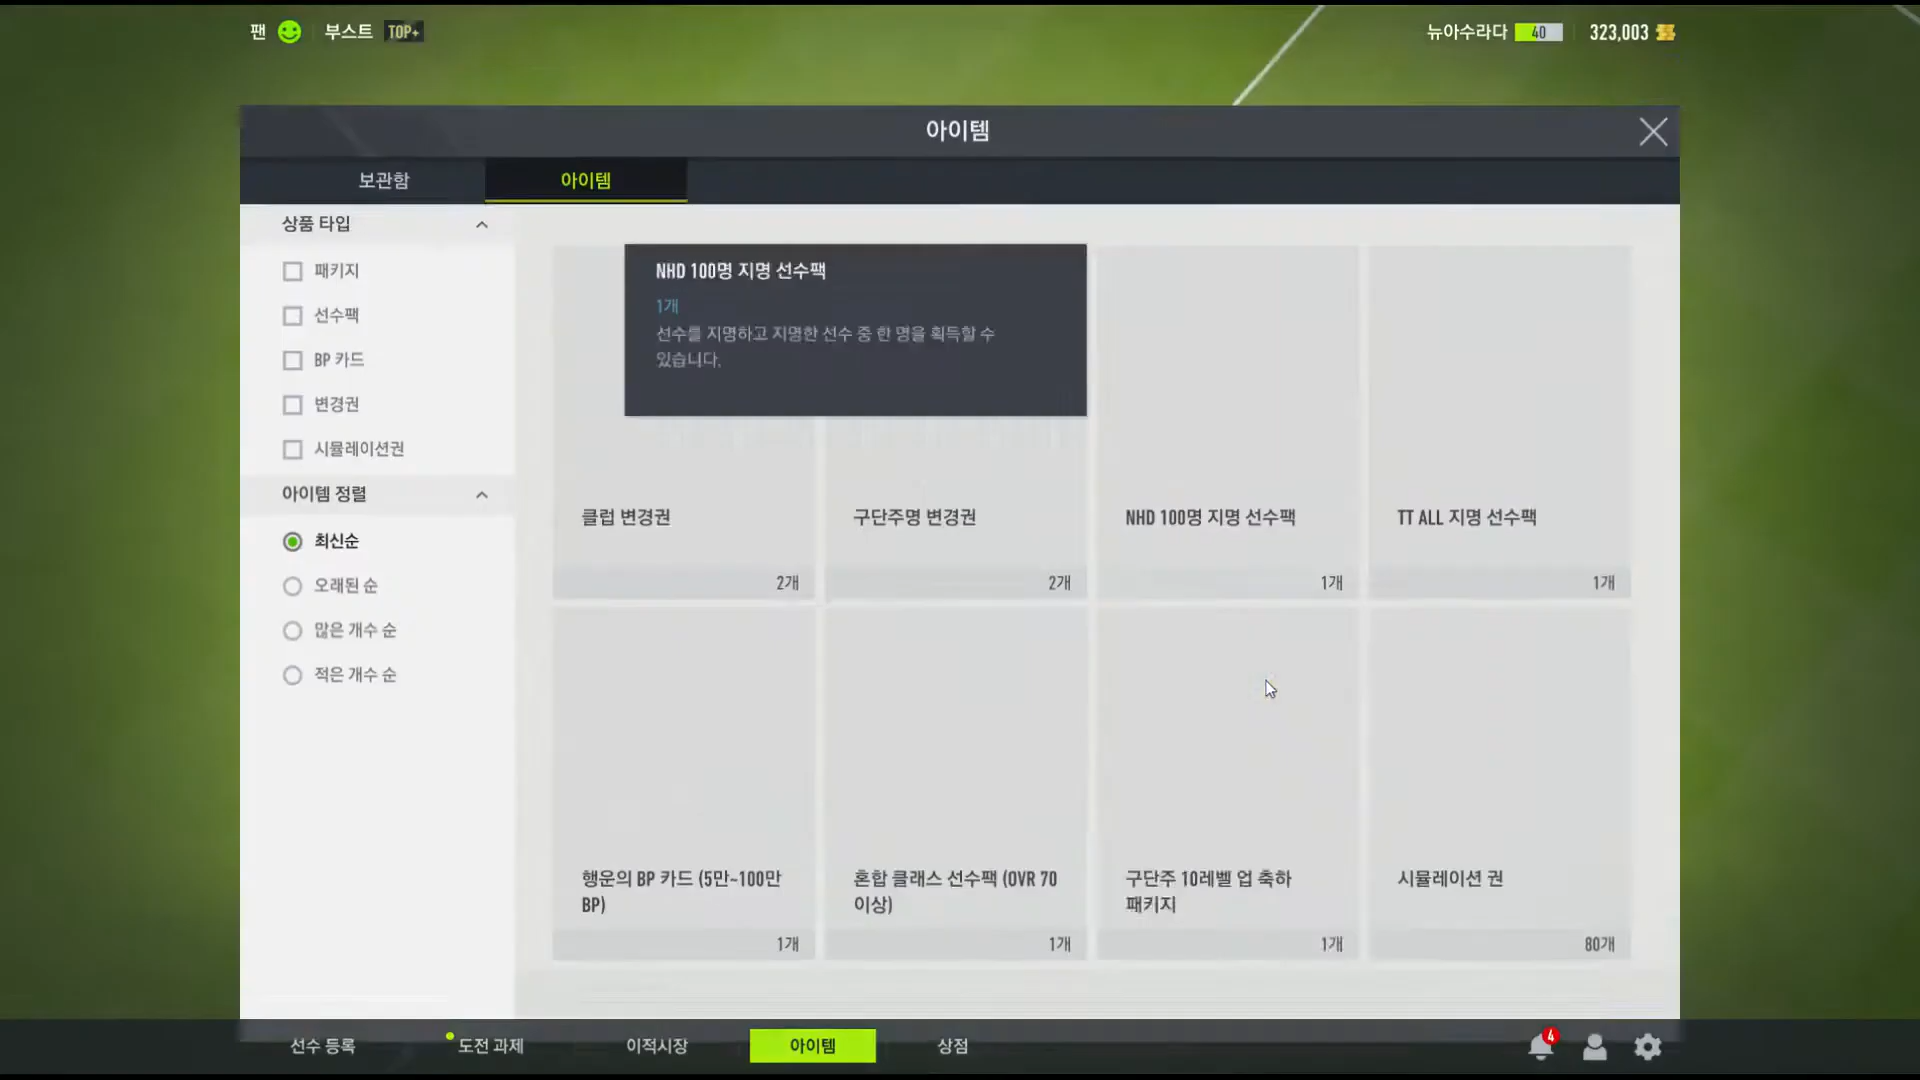 팬 부스트 TOP+
뉴아수라다 40 323,003
아이템
보관함 아이템
상품 타입
패키지
선수팩
BP 카드
변경권
시뮬레이션권
아이템 정렬
최신순
오래된 순
많은 개수 순
적은 개수 순
NHD 100명 지명 선수팩
1개
선수를 지명하고 지명한 선수 중 한 명을 획득할 수
있습니다.
클럽 변경권
2개
구단주명 변경권
2개
NHD 100명 지명 선수팩
1개
TT ALL 지명 선수팩
1개
행운의 BP 카드 (5만~100만
BP)
1개
혼합 클래스 선수팩 (OVR 70
이상)
1개
구단주 10레벨 업 축하
패키지
1개
시뮬레이션 권
80개
선수 등록 도전 과제 이적시장 아이템 상점
4